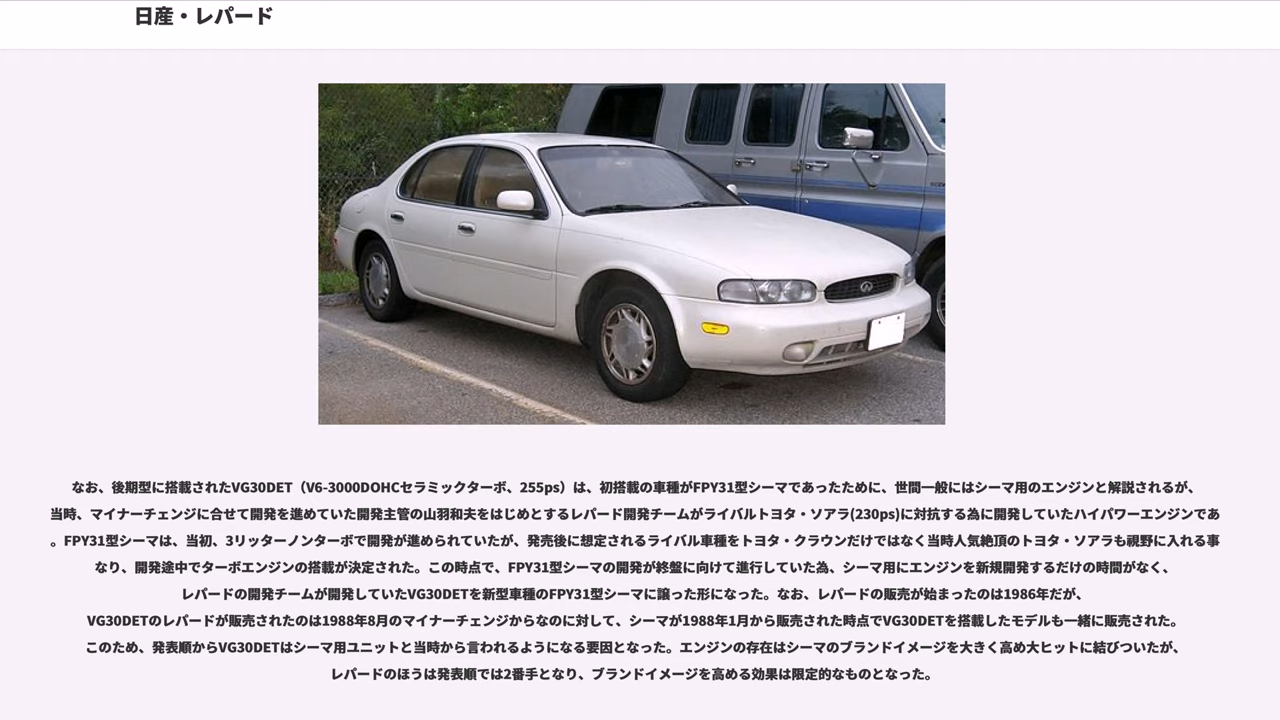 日産・レパード
なお、後期型に搭載されたVG30DET（V6-3000DOHCセラミックターボ、255ps）は、初搭載の車種がFPY31型シーマであったために、世間一般にはシーマ用のエンジンと解説されるが、
当時、マイナーチェンジに合せて開発を進めていた開発主管の山羽和夫をはじめとするレパード開発チームがライバルトヨタ・ソアラ(230ps)に対抗する為に開発していたハイパワーエンジンであ
。FPY31型シーマは、当初、3リッターノンターボで開発が進められていたが、発売後に想定されるライバル車種をトヨタ・クラウンだけではなく当時人気絶頂のトヨタ・ソアラも視野に入れる事
なり、開発途中でターボエンジンの搭載が決定された。この時点で、FPY31型シーマの開発が終盤に向けて進行していた為、シーマ用にエンジンを新規開発するだけの時間がなく、
レパードの開発チームが開発していたVG30DETを新型車種のFPY31型シーマに譲った形になった。なお、レパードの販売が始まったのは1986年だが、
VG30DETのレパードが販売されたのは1988年8月のマイナーチェンジからなのに対して、シーマが1988年1月から販売された時点でVG30DETを搭載したモデルも一緒に販売された。
このため、発表順からVG30DETはシーマ用ユニットと当時から言われるようになる要因となった。エンジンの存在はシーマのブランドイメージを大きく高め大ヒットに結びついたが、
レパードのほうは発表順では2番手となり、ブランドイメージを高める効果は限定的なものとなった。